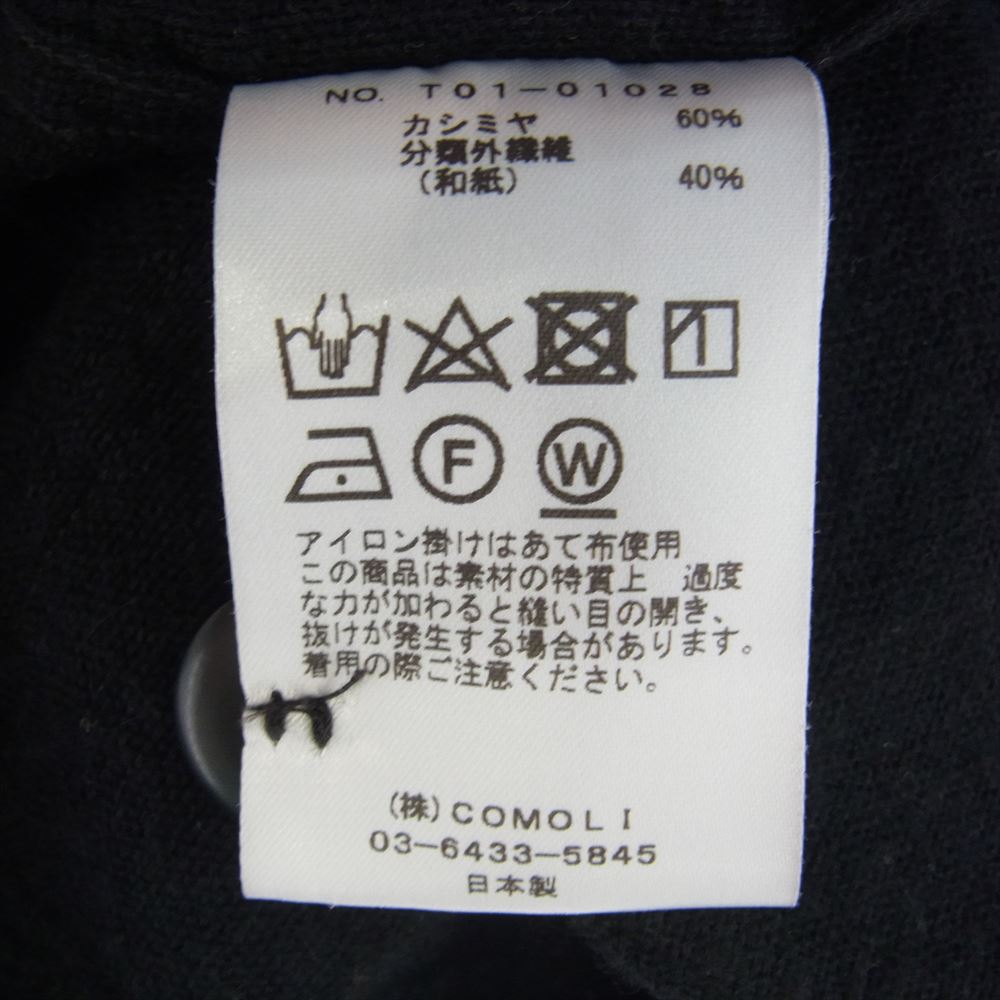 NO. T01-01028
カシミヤ 60%
分類外繊維
(和紙) 40%
F W
アイロン掛けはあて布使用
この商品は素材の特質上 過度
な力が加わると縫い目の開き、
抜けが発生する場合があります。
着用の際ご注意ください。
(株)COMOLI
03-6433-5845
日本製